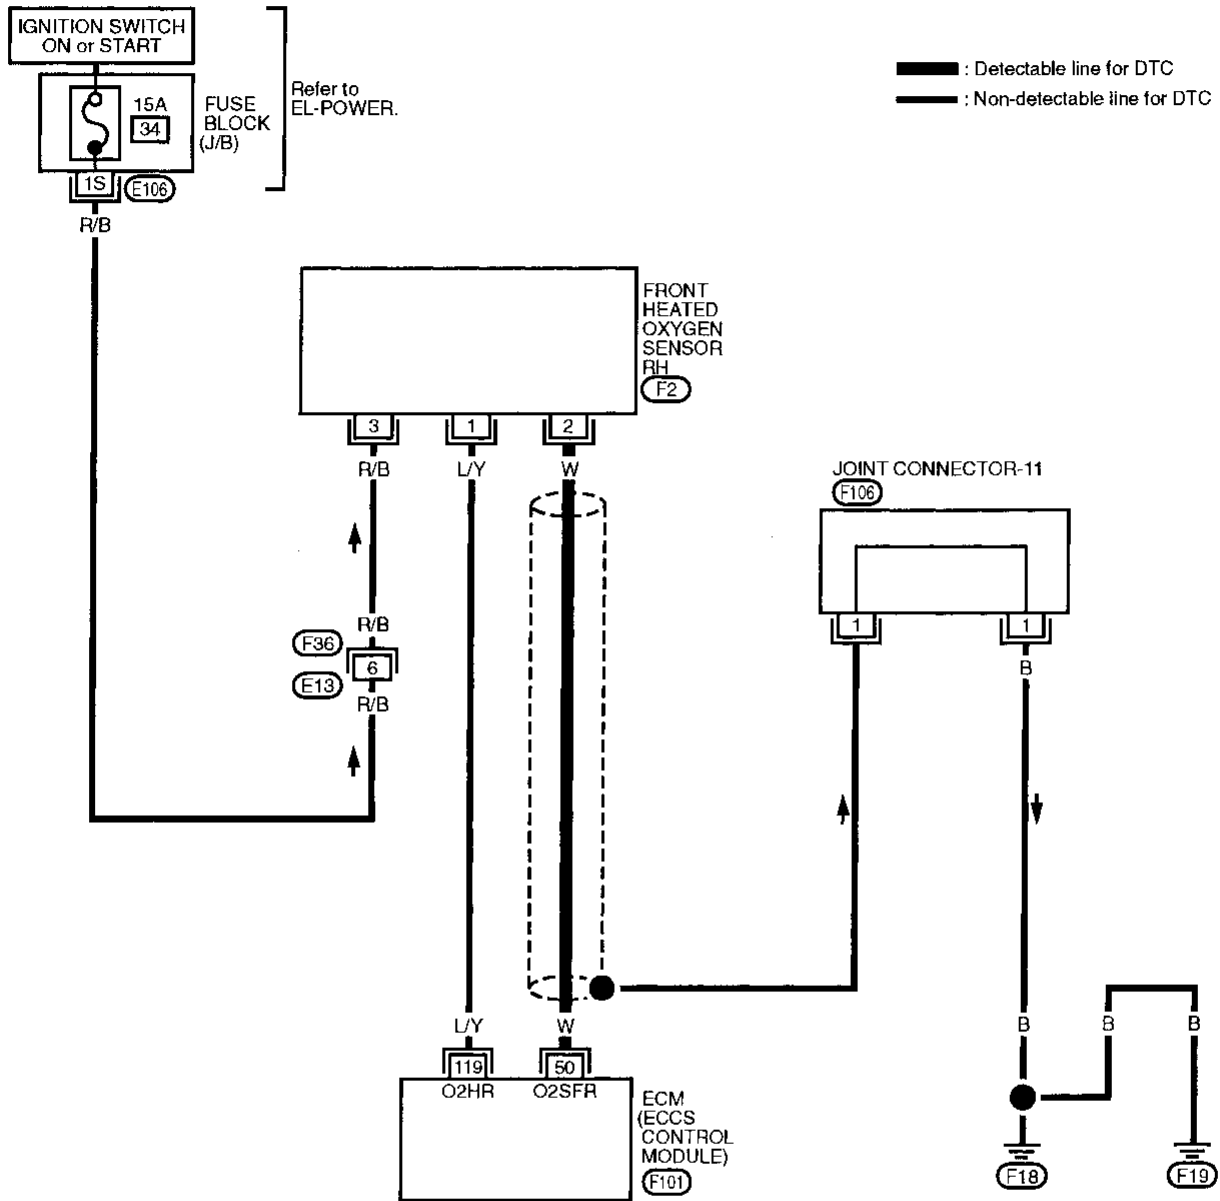 IGNITION SWITCH
ON or START
15A
34
FUSE
BLOCK
(J/B)
Refer to
EL-POWER.
1S
E106
R/B
: Detectable line for DTC
: Non-detectable line for DTC
FRONT
HEATED
OXYGEN
SENSOR
RH
F2
3
1
2
R/B
L/Y
W
JOINT CONNECTOR-11
F106
1
1
B
R/B
F36
6
E13
R/B
L/Y
W
119
50
O2HR
O2SFR
ECM
(ECCS
CONTROL
MODULE)
F101
B
B
B
F18
F19